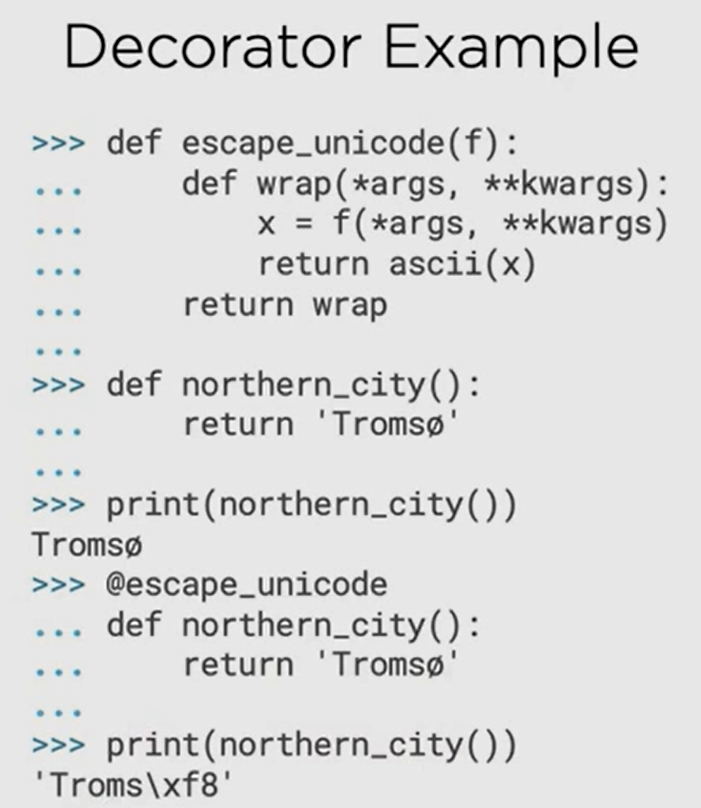 Decorator Example
>>> def escape_unicode(f):
...     def wrap(*args, **kwargs):
...         x = f(*args, **kwargs)
...         return ascii(x)
...     return wrap
...
>>> def northern_city():
...     return 'Tromsø'
...
>>> print(northern_city())
Tromsø
>>> @escape_unicode
... def northern_city():
...     return 'Tromsø'
...
>>> print(northern_city())
'Troms\xf8'